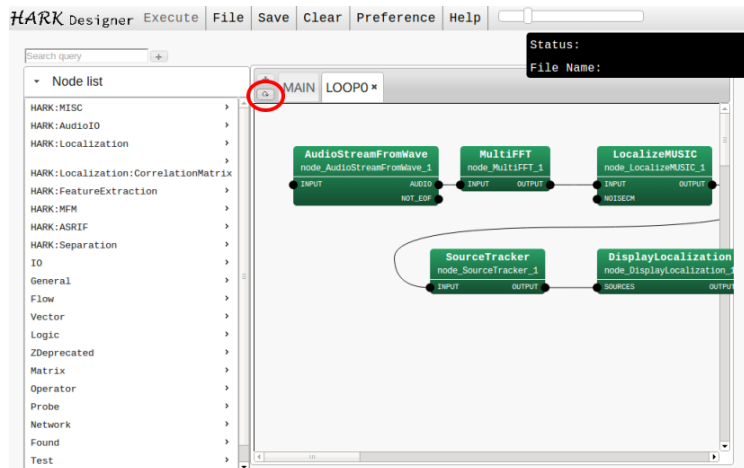 HARK Designer Execute File Save Clear Preference Help
Status:
File Name:
Search query +
Node list
MAIN LOOP0 ×
HARK:MISC
HARK:AudioIO
HARK:Localization
HARK:Localization:CorrelationMatrix
HARK:FeatureExtraction
HARK:MFM
HARK:ASRIF
HARK:Separation
IO
General
Flow
Vector
Logic
ZDeprecated
Matrix
Operator
Probe
Network
Found
Test
AudioStreamFromWave
node_AudioStreamFromWave_1
INPUT AUDIO
NOT_EOF
MultiFFT
node_MultiFFT_1
INPUT OUTPUT
LocalizeMUSIC
node_LocalizeMUSIC_1
INPUT OUTPUT
NOISECM
SourceTracker
node_SourceTracker_1
INPUT OUTPUT
DisplayLocalization
node_DisplayLocalization_1
SOURCES OUTPUT